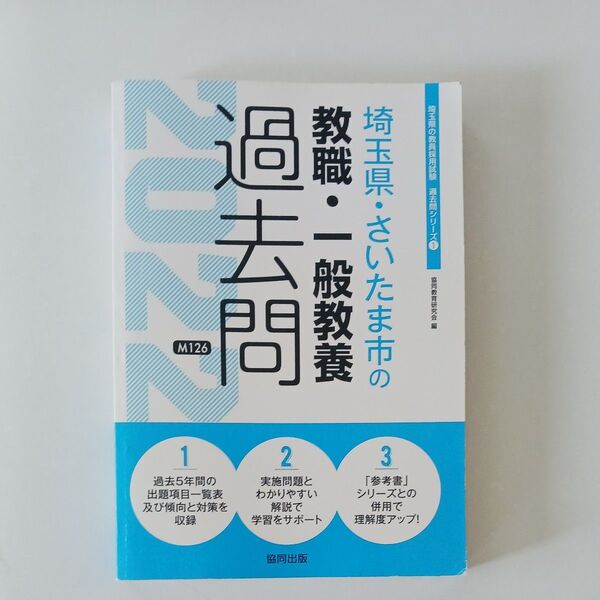 埼玉県の教員採用試験 過去問シリーズ1
協同教育研究会 編
埼玉県・さいたま市の
教職・一般教養
過去問
2022
M126
1
過去5年間の
出題項目一覧表
及び傾向と対策を
収録
2
実施問題と
わかりやすい
解説で
学習をサポート
3
「参考書」
シリーズとの
併用で
理解度アップ!
協同出版